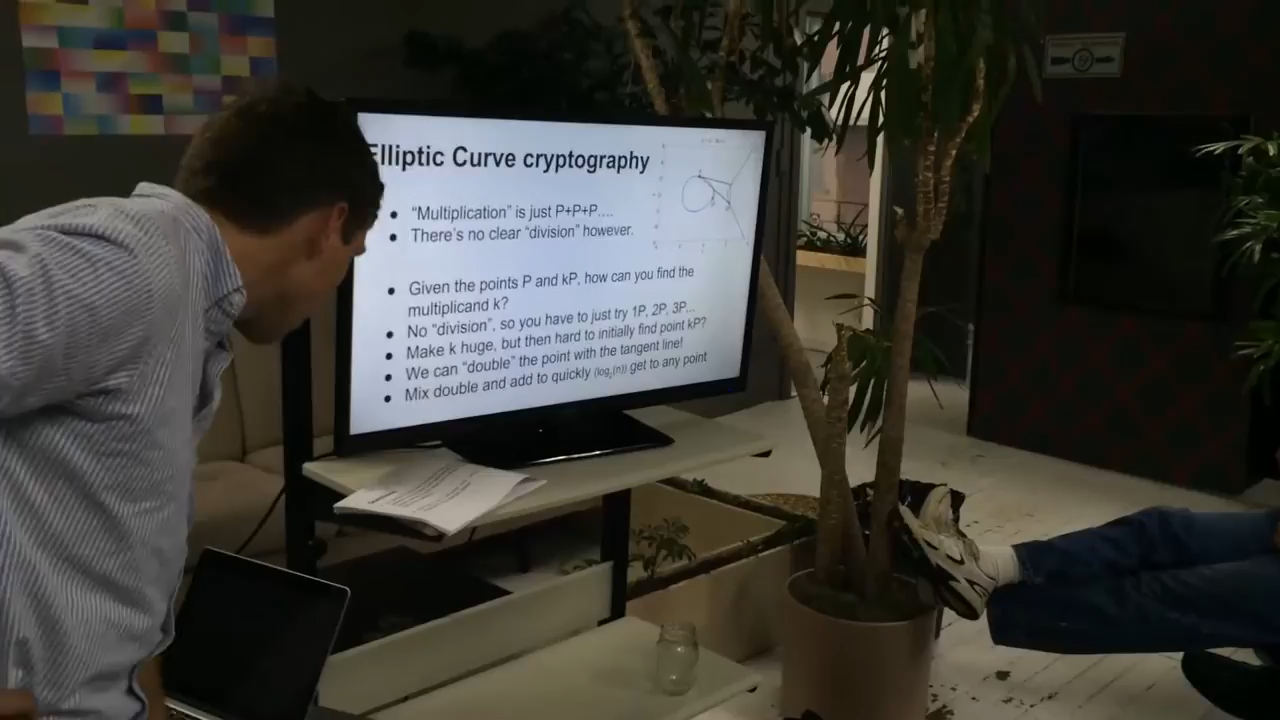 Elliptic Curve cryptography
● “Multiplication” is just P+P+P....
● There's no clear “division” however.
● Given the points P and kP, how can you find the
multiplicand k?
● No “division”, so you have to just try 1P, 2P, 3P...
● Make k huge, but then hard to initially find point kP?
● We can “double” the point with the tangent line!
● Mix double and add to quickly (log₂(n)) get to any point